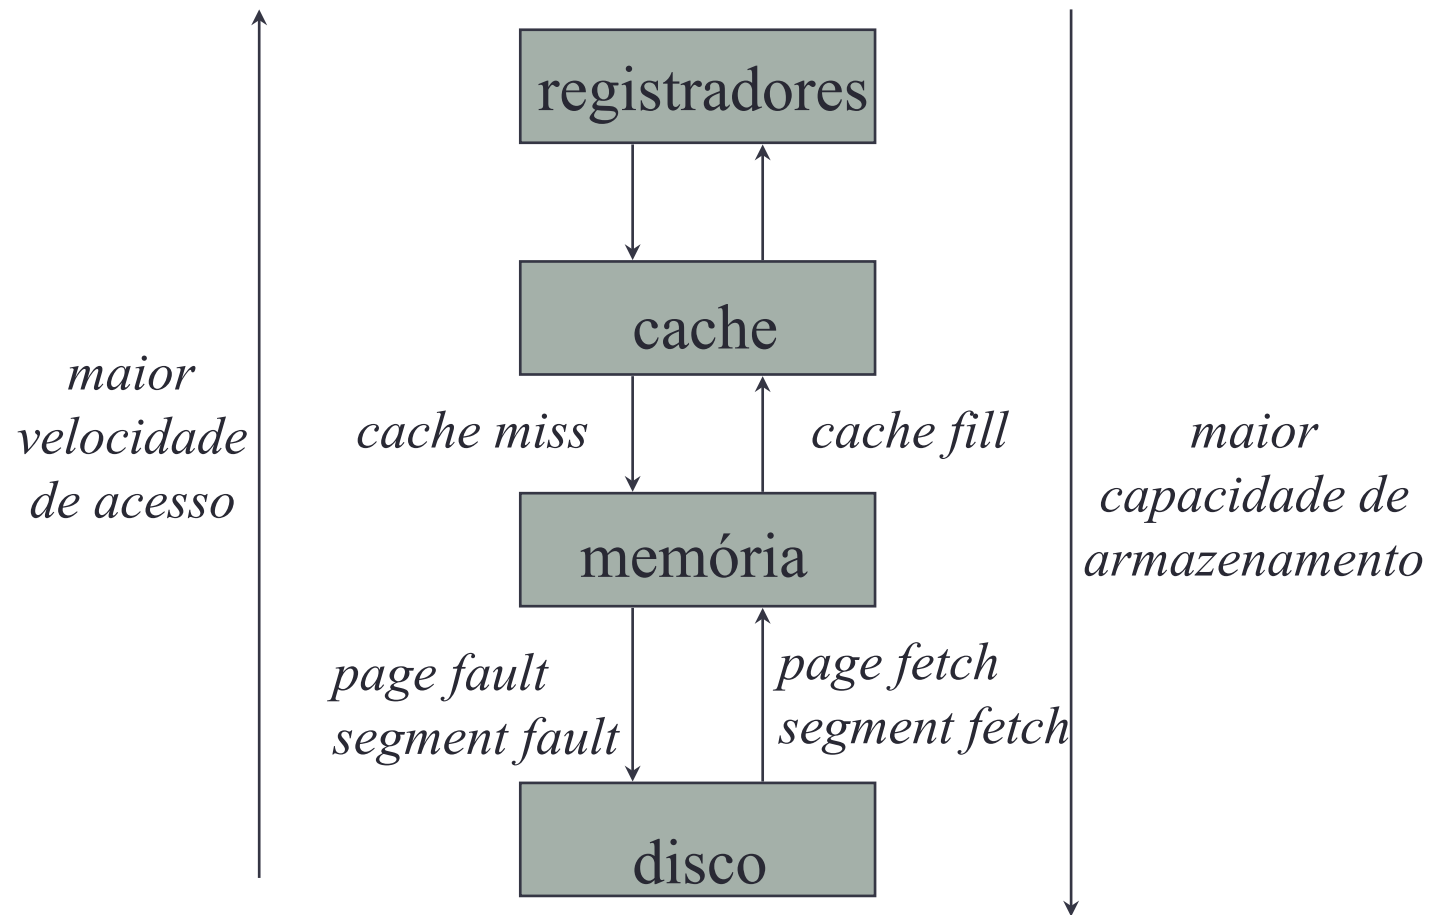 registradores
cache
maior
velocidade
de acesso
cache miss
cache fill
maior
capacidade de
armazenamento
memória
page fault
segment fault
page fetch
segment fetch
disco